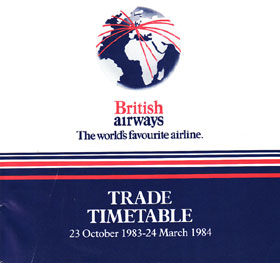 British
airways
The world's favourite airline.
TRADE
TIMETABLE
23 October 1983-24 March 1984